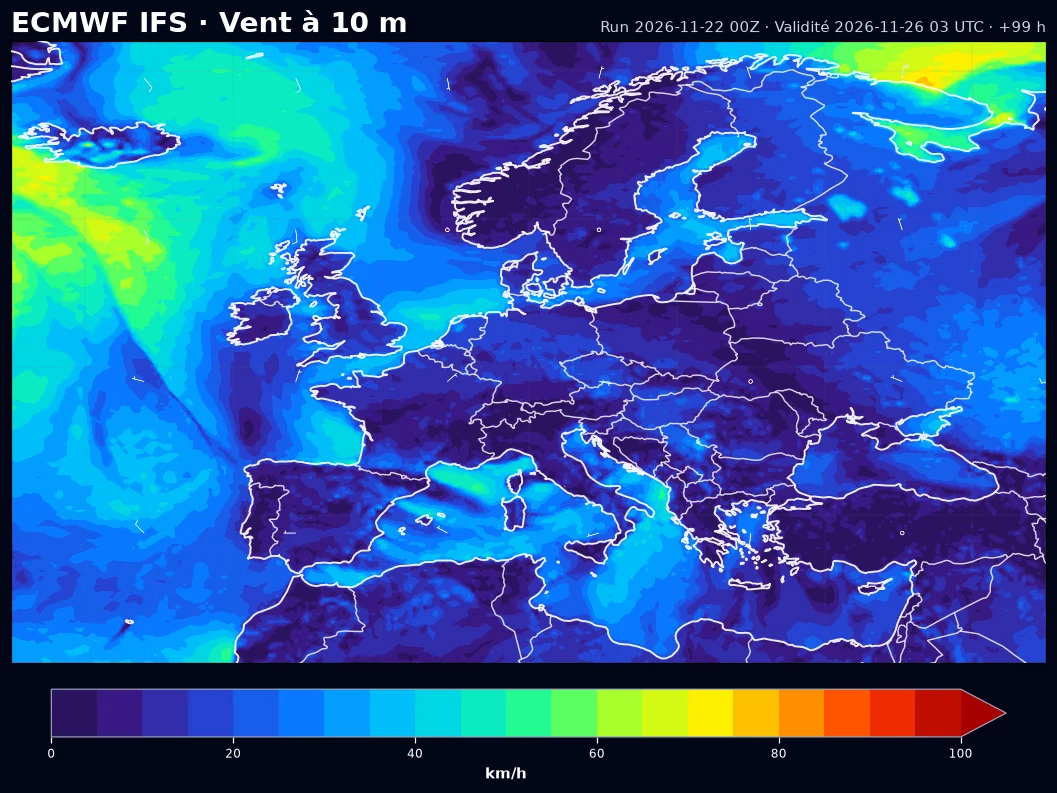 ECMWF IFS · Vent à 10 m
Run 2026-11-22 00Z · Validité 2026-11-26 03 UTC · +99 h
0 20 40 60 80 100
km/h